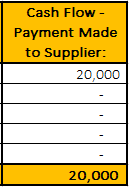 Cash Flow -
Payment Made
to Supplier:
20,000
-
-
-
-
20,000